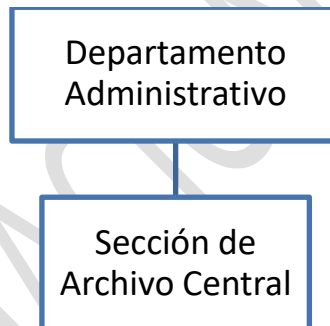 Departamento
Administrativo
Sección de
Archivo Central